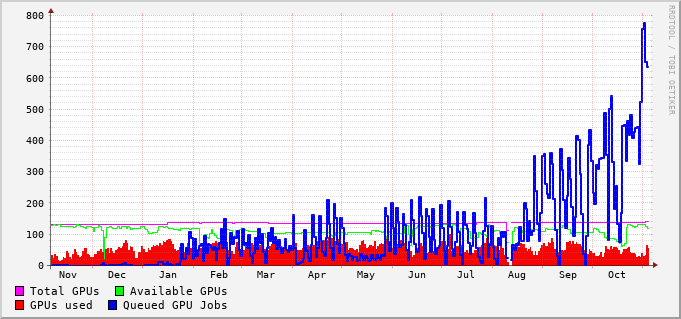 800
700
600
500
400
300
200
100
0
Nov Dec Jan Feb Mar Apr May Jun Jul Aug Sep Oct
Total GPUs Available GPUs
GPUs used Queued GPU Jobs
RRDTOOL / TOBI OETIKER